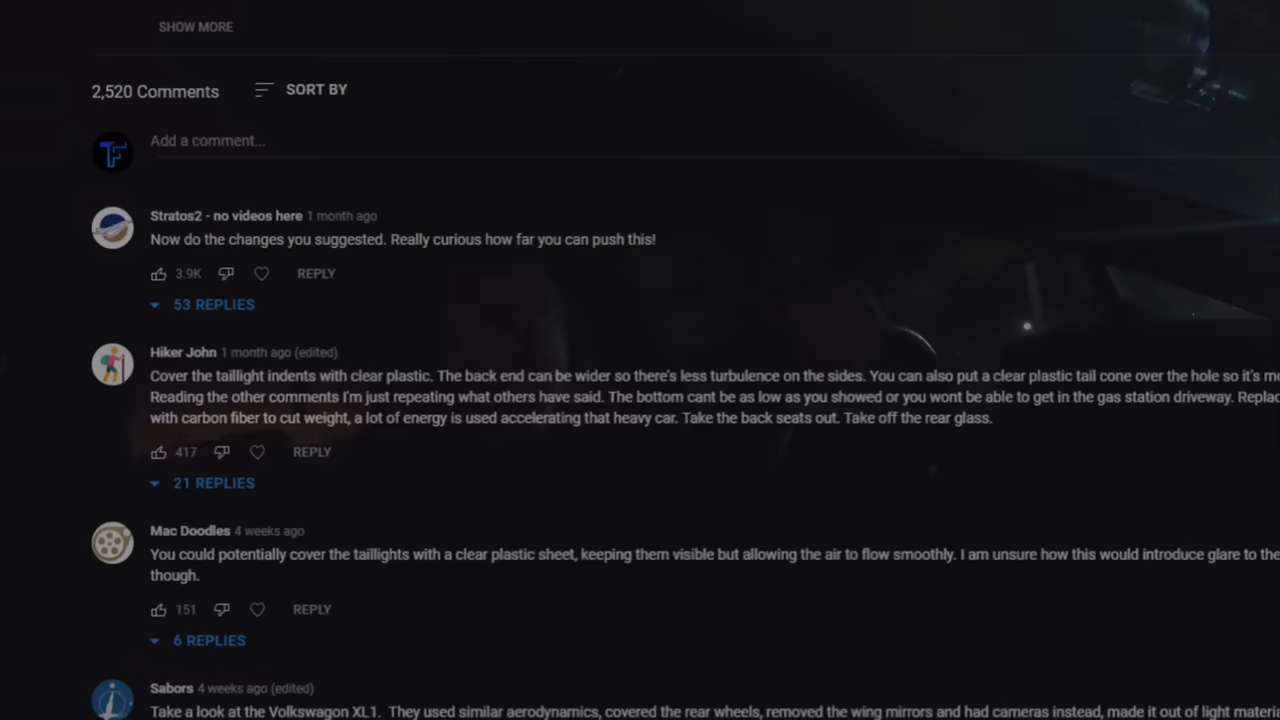 SHOW MORE
2,520 Comments
SORT BY
TF
Add a comment...
Stratos2 - no videos here 1 month ago
Now do the changes you suggested. Really curious how far you can push this!
3.9K
REPLY
53 REPLIES
Hiker John 1 month ago (edited)
Cover the taillight indents with clear plastic. The back end can be wider so there's less turbulence on the sides. You can also put a clear plastic tail cone over the hole so it's
Reading the other comments I'm just repeating what others have said. The bottom cant be as low as you showed or you wont be able to get in the gas station driveway.
with carbon fiber to cut weight, a lot of energy is used accelerating that heavy car. Take the back seats out. Take off the rear glass.
417
REPLY
21 REPLIES
Mac Doodles 4 weeks ago
You could potentially cover the taillights with a clear plastic sheet, keeping them visible but allowing the air to flow smoothly. I am unsure how this would introduce glare to the
though.
151
REPLY
6 REPLIES
Sabors 4 weeks ago (edited)
Take a look at the Volkswagon XL1. They used similar aerodynamics, covered the rear wheels, removed the wing mirrors and had cameras instead, made it out of light